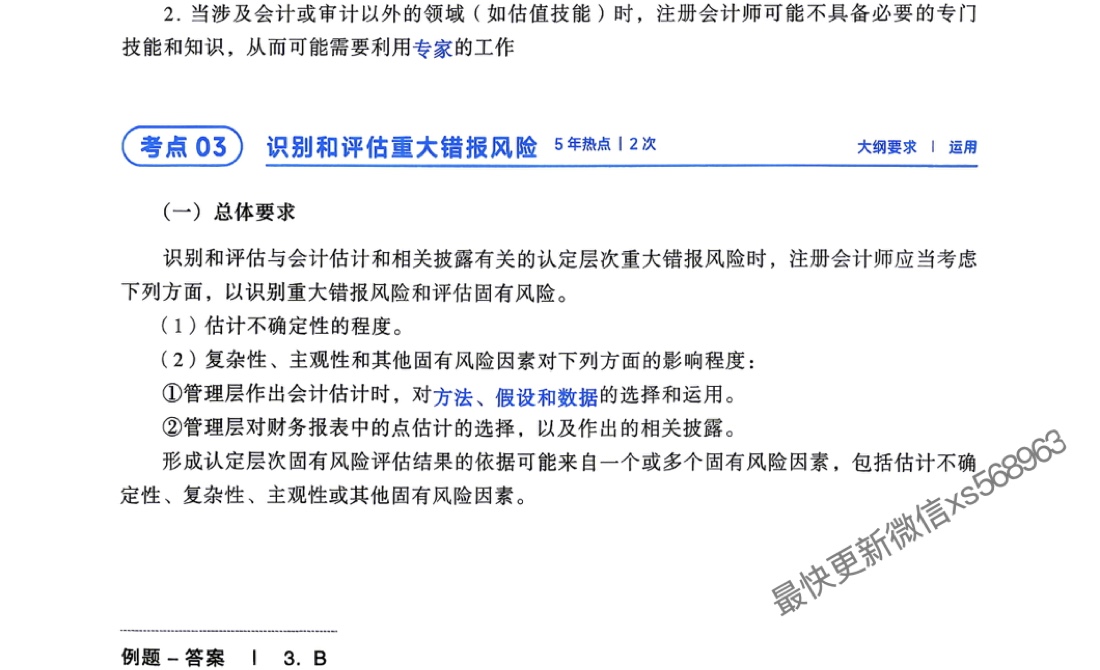 2. 当涉及会计或审计以外的领域（如估值技能）时，注册会计师可能不具备必要的专门
技能和知识，从而可能需要利用专家的工作
考点 03 识别和评估重大错报风险 5 年热点 | 2 次 大纲要求 | 运用
（一）总体要求
识别和评估与会计估计和相关披露有关的认定层次重大错报风险时，注册会计师应当考虑
下列方面，以识别重大错报风险和评估固有风险。
（1）估计不确定性的程度。
（2）复杂性、主观性和其他固有风险因素对下列方面的影响程度：
①管理层作出会计估计时，对方法、假设和数据的选择和运用。
②管理层对财务报表中的点估计的选择，以及作出的相关披露。
形成认定层次固有风险评估结果的依据可能来自一个或多个固有风险因素，包括估计不确
定性、复杂性、主观性或其他固有风险因素。
最快更新微信xs568963
例题 – 答案 | 3. B